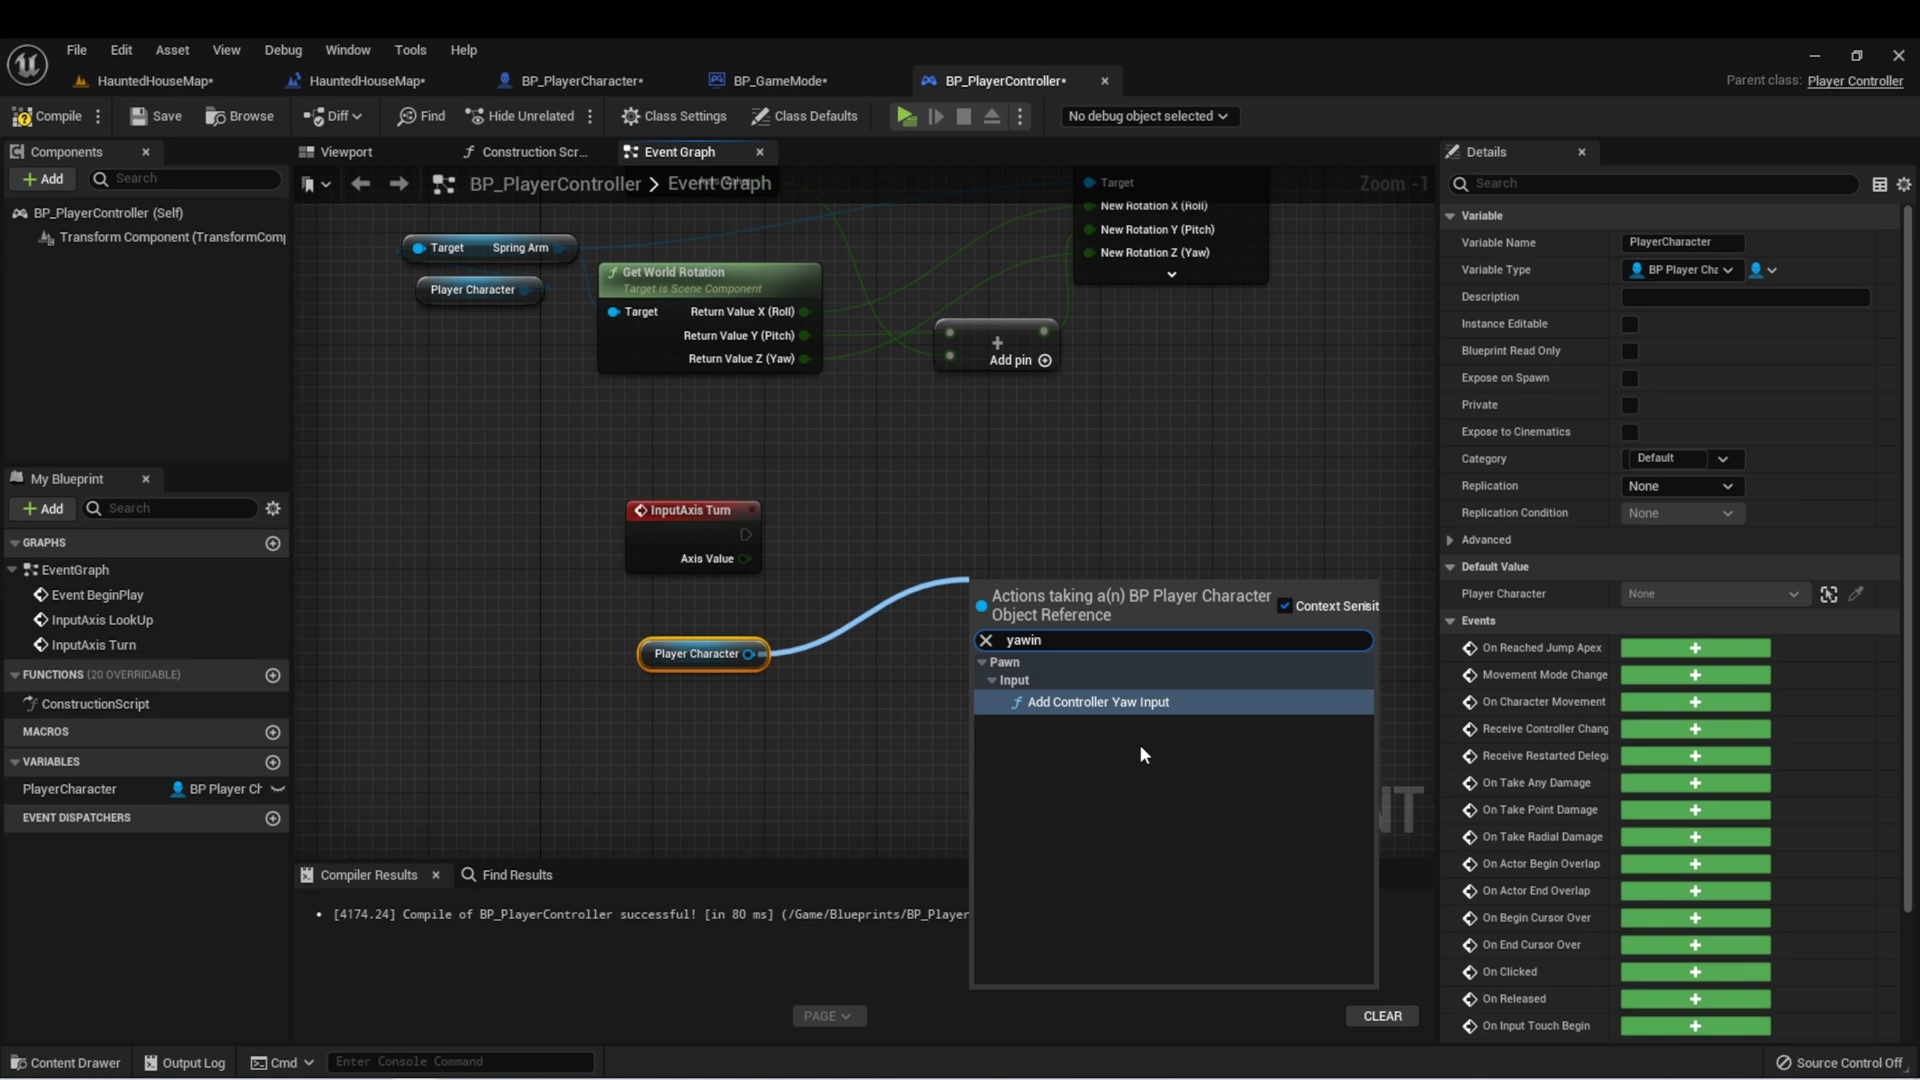 File Edit Asset View Debug Window Tools Help
HauntedHouseMap* HauntedHouseMap* BP_PlayerCharacter* BP_GameMode* BP_PlayerController*
Parent class: Player Controller
Compile Save Browse Diff Find Hide Unrelated Class Settings Class Defaults No debug object selected
Components
Add Search
BP_PlayerController (Self)
Transform Component (TransformComp
My Blueprint
Add Search
GRAPHS
EventGraph
Event BeginPlay
InputAxis LookUp
InputAxis Turn
FUNCTIONS (20 OVERRIDABLE)
ConstructionScript
MACROS
VARIABLES
PlayerCharacter BP Player Ch
EVENT DISPATCHERS
Viewport Construction Scr... Event Graph
BP_PlayerController > Event Graph
Zoom -1
Target Spring Arm
Player Character
Get World Rotation
Target is Scene Component
Target Return Value X (Roll)
Return Value Y (Pitch)
Return Value Z (Yaw)
Target
New Rotation X (Roll)
New Rotation Y (Pitch)
New Rotation Z (Yaw)
Add pin
InputAxis Turn
Axis Value
Player Character
Actions taking a(n) BP Player Character
Object Reference
Context Sensit
yawin
Pawn
Input
Add Controller Yaw Input
Compiler Results Find Results
• [4174.24] Compile of BP_PlayerController successful! [in 80 ms] (/Game/Blueprints/BP_Player
PAGE
CLEAR
Details
Search
Variable
Variable Name PlayerCharacter
Variable Type BP Player Cha
Description
Instance Editable
Blueprint Read Only
Expose on Spawn
Private
Expose to Cinematics
Category Default
Replication None
Replication Condition None
Advanced
Default Value
Player Character None
Events
On Reached Jump Apex
Movement Mode Change
On Character Movement
Receive Controller Chang
Receive Restarted Deleg
On Take Any Damage
On Take Point Damage
On Take Radial Damage
On Actor Begin Overlap
On Actor End Overlap
On Begin Cursor Over
On End Cursor Over
On Clicked
On Released
On Input Touch Begin
Content Drawer Output Log Cmd Enter Console Command Source Control Off